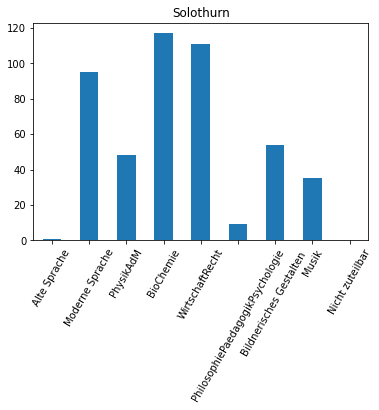 Solothurn
120
100
80
60
40
20
0
Alte Sprache
Moderne Sprache
PhysikAdM
BioChemie
WirtschaftRecht
PhilosophiePaedagogikPsychologie
Bildnerisches Gestalten
Musik
Nicht zuteilbar